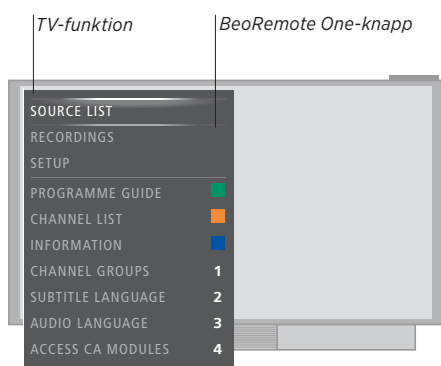 TV-funktion BeoRemote One-knapp
SOURCE LIST
RECORDINGS
SETUP
PROGRAMME GUIDE
CHANNEL LIST
INFORMATION
CHANNEL GROUPS 1
SUBTITLE LANGUAGE 2
AUDIO LANGUAGE 3
ACCESS CA MODULES 4